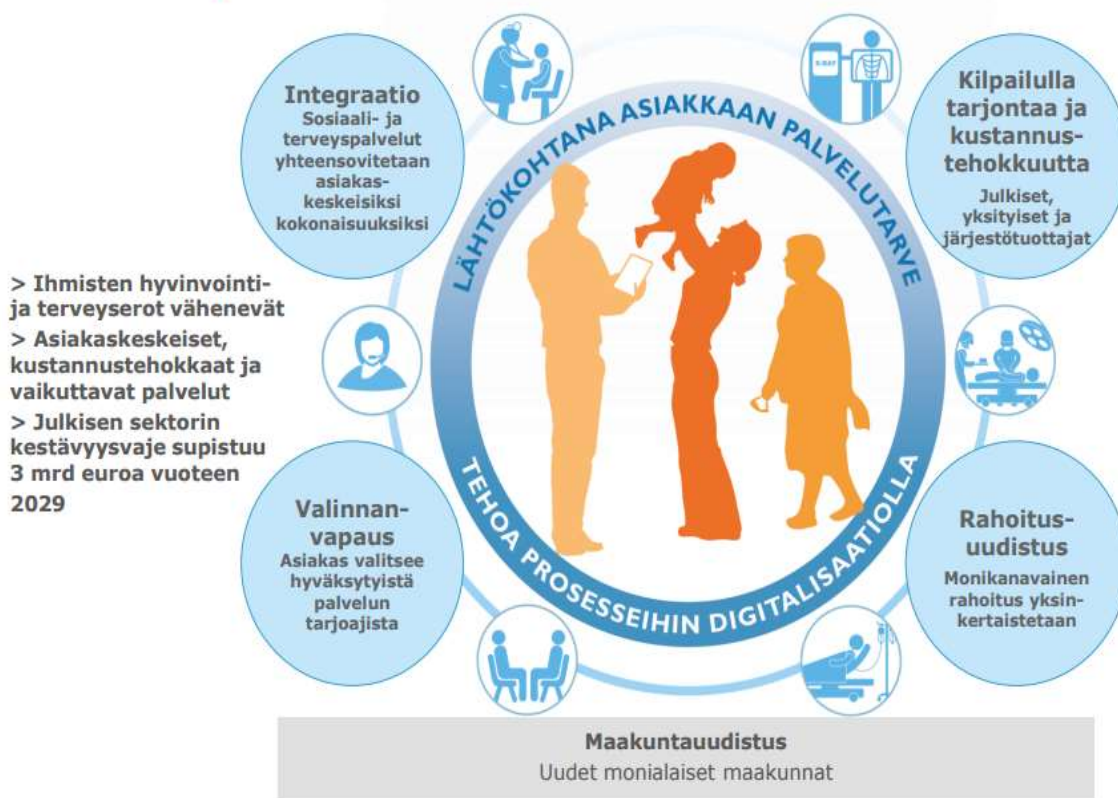 Integraatio
Sosiaali- ja
terveyspalvelut
yhteensovitetaan
asiakas-
keskeisiksi
kokonaisuuksiksi
LÄHTÖKOHTANA ASIAKKAAN PALVELUTARVE
X-RAY
Kilpailulla
tarjontaa ja
kustannus-
tehokkuutta
Julkiset,
yksityiset ja
järjestötuottajat
> Ihmisten hyvinvointi-
ja terveyserot vähenevät
> Asiakaskeskeiset,
kustannustehokkaat ja
vaikuttavat palvelut
> Julkisen sektorin
kestävyysvaje supistuu
3 mrd euroa vuoteen
2029
Valinnan-
vapaus
Asiakas valitsee
hyväksytyistä
palvelun
tarjoajista
TEHOA PROSESSEIHIN DIGITALISAATIOLLA
Rahoitus-
uudistus
Monikanavainen
rahoitus yksin-
kertaistetaan
Maakuntauudistus
Uudet monialaiset maakunnat